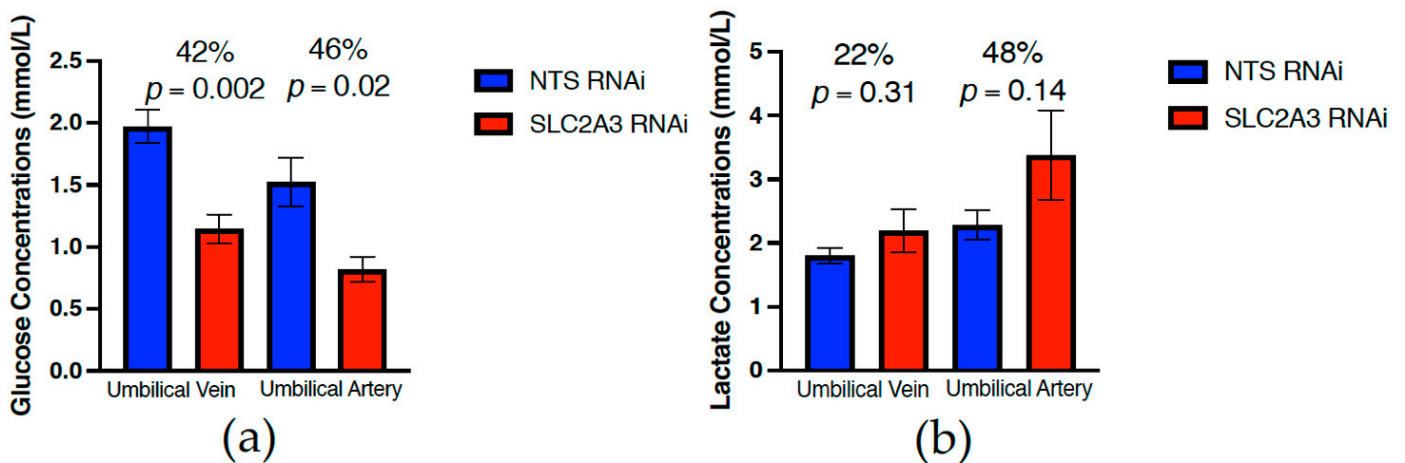 Glucose Concentrations (mmol/L)
2.5
2.0
1.5
1.0
0.5
0.0
42%
p = 0.002
46%
p = 0.02
NTS RNAi
SLC2A3 RNAi
Umbilical Vein
Umbilical Artery
(a)
Lactate Concentrations (mmol/L)
5
4
3
2
1
0
22%
p = 0.31
48%
p = 0.14
NTS RNAi
SLC2A3 RNAi
Umbilical Vein
Umbilical Artery
(b)